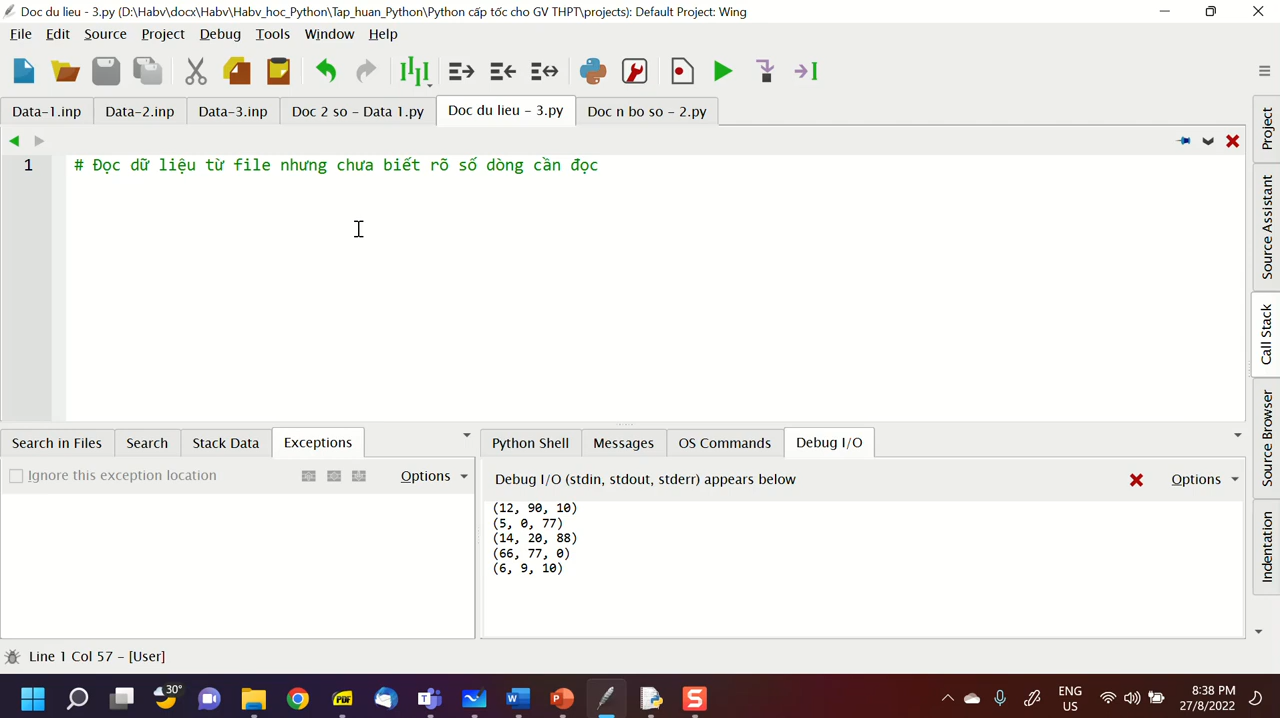 Doc du lieu - 3.py (D:\Habv\docx\Habv\Habv_hoc_Python\Tap_huan_Python\Python cấp tốc cho GV THPT\projects): Default Project: Wing
File Edit Source Project Debug Tools Window Help
Data-1.inp Data-2.inp Data-3.inp Doc 2 so - Data 1.py Doc du lieu - 3.py Doc n bo so - 2.py
1 # Đọc dữ liệu từ file nhưng chưa biết rõ số dòng cần đọc
Project
Source Assistant
Call Stack
Source Browser
Indentation
Search in Files Search Stack Data Exceptions
Ignore this exception location Options
Python Shell Messages OS Commands Debug I/O
Debug I/O (stdin, stdout, stderr) appears below Options
(12, 90, 10)
(5, 0, 77)
(14, 20, 88)
(66, 77, 0)
(6, 9, 10)
Line 1 Col 57 - [User]
30°
PDF
ENG
US
8:38 PM
27/8/2022